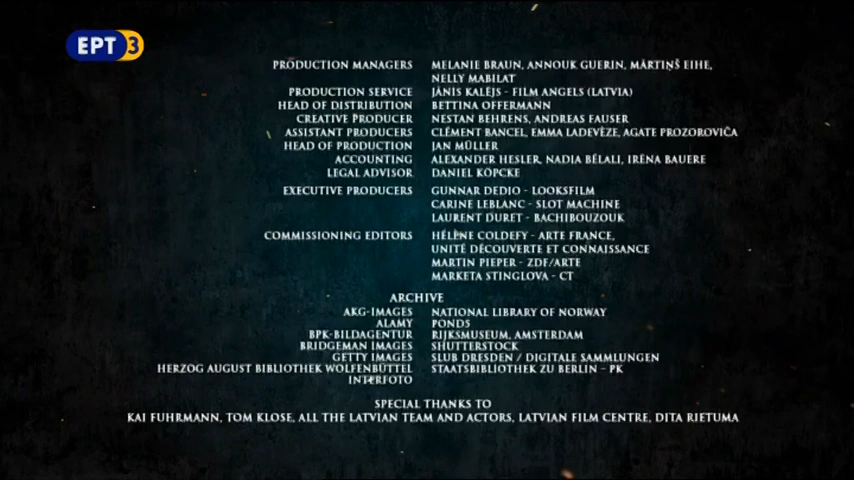 ΕΡΤ3
PRODUCTION MANAGERS MELANIE BRAUN, ANNOUK GUERIN, MĀRTIŅŠ EIHE,
NELLY MABILAT
PRODUCTION SERVICE JĀNIS KALĒJS - FILM ANGELS (LATVIA)
HEAD OF DISTRIBUTION BETTINA OFFERMANN
CREATIVE PRODUCER NESTAN BEHRENS, ANDREAS FAUSER
ASSISTANT PRODUCERS CLÉMENT BANCEL, EMMA LADEVÈZE, AGATE PROZOROVIČA
HEAD OF PRODUCTION JAN MÜLLER
ACCOUNTING ALEXANDER HESLER, NADIA BÉLALI, IRĒNA BAUERE
LEGAL ADVISOR DANIEL KÖPCKE
EXECUTIVE PRODUCERS GUNNAR DEDIO - LOOKSFILM
CARINE LEBLANC - SLOT MACHINE
LAURENT DURET - BACHIBOUZOUK
COMMISSIONING EDITORS HÉLÈNE COLDEFY - ARTE FRANCE,
UNITÉ DÉCOUVERTE ET CONNAISSANCE
MARTIN PIEPER - ZDF/ARTE
MARKETA STINGLOVA - CT
ARCHIVE
AKG-IMAGES NATIONAL LIBRARY OF NORWAY
ALAMY POND5
BPK-BILDAGENTUR RIJKSMUSEUM, AMSTERDAM
BRIDGEMAN IMAGES SHUTTERSTOCK
GETTY IMAGES SLUB DRESDEN / DIGITALE SAMMLUNGEN
HERZOG AUGUST BIBLIOTHEK WOLFENBÜTTEL STAATSBIBLIOTHEK ZU BERLIN - PK
INTERFOTO
SPECIAL THANKS TO
KAI FUHRMANN, TOM KLOSE, ALL THE LATVIAN TEAM AND ACTORS, LATVIAN FILM CENTRE, DITA RIETUMA